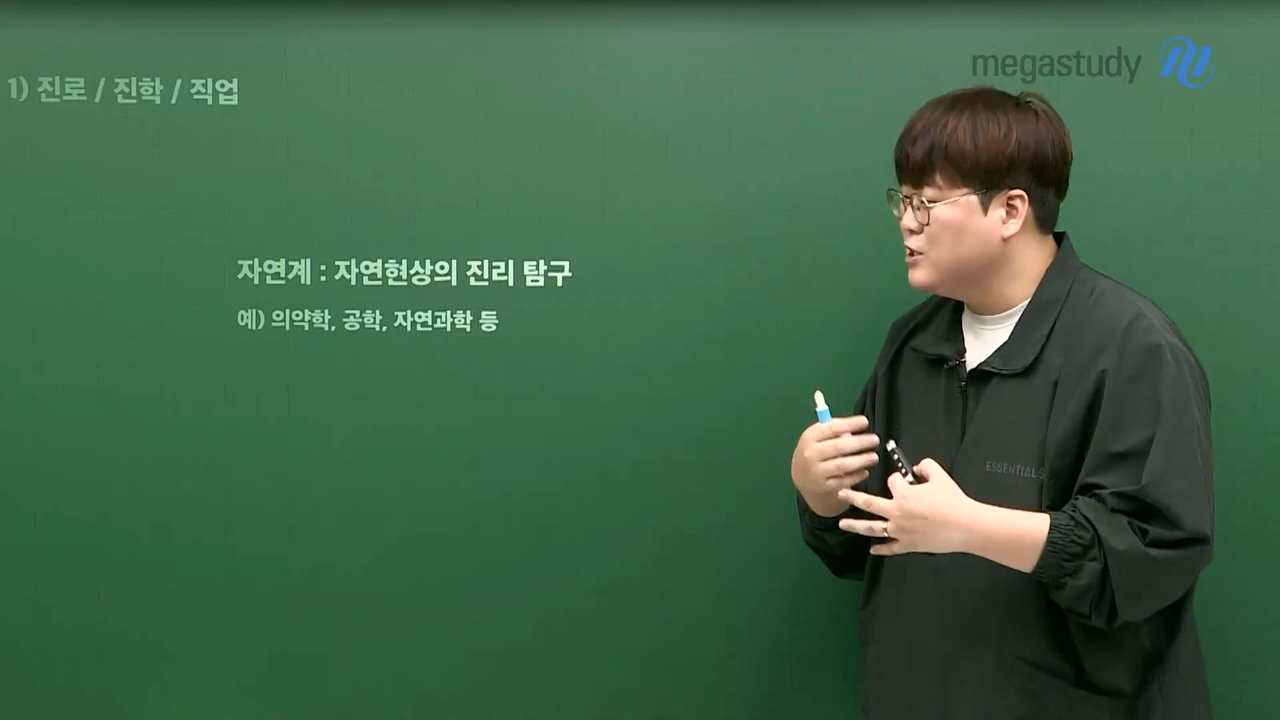 megastudy
1) 진로 / 진학 / 직업
자연계 : 자연현상의 진리 탐구
예) 의약학, 공학, 자연과학 등
ESSENTIALS